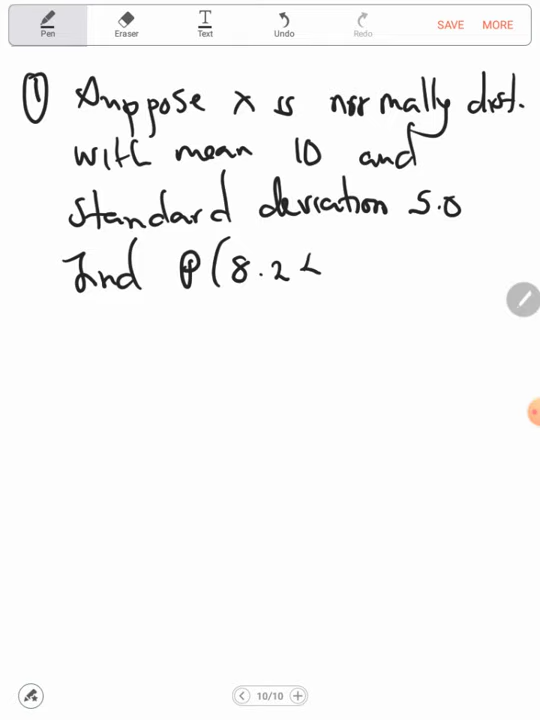 Pen Eraser Text Undo Redo SAVE MORE
① Suppose x is normally dist.
with mean 10 and
standard deviation 5.0
find P(8.2 <
10/10